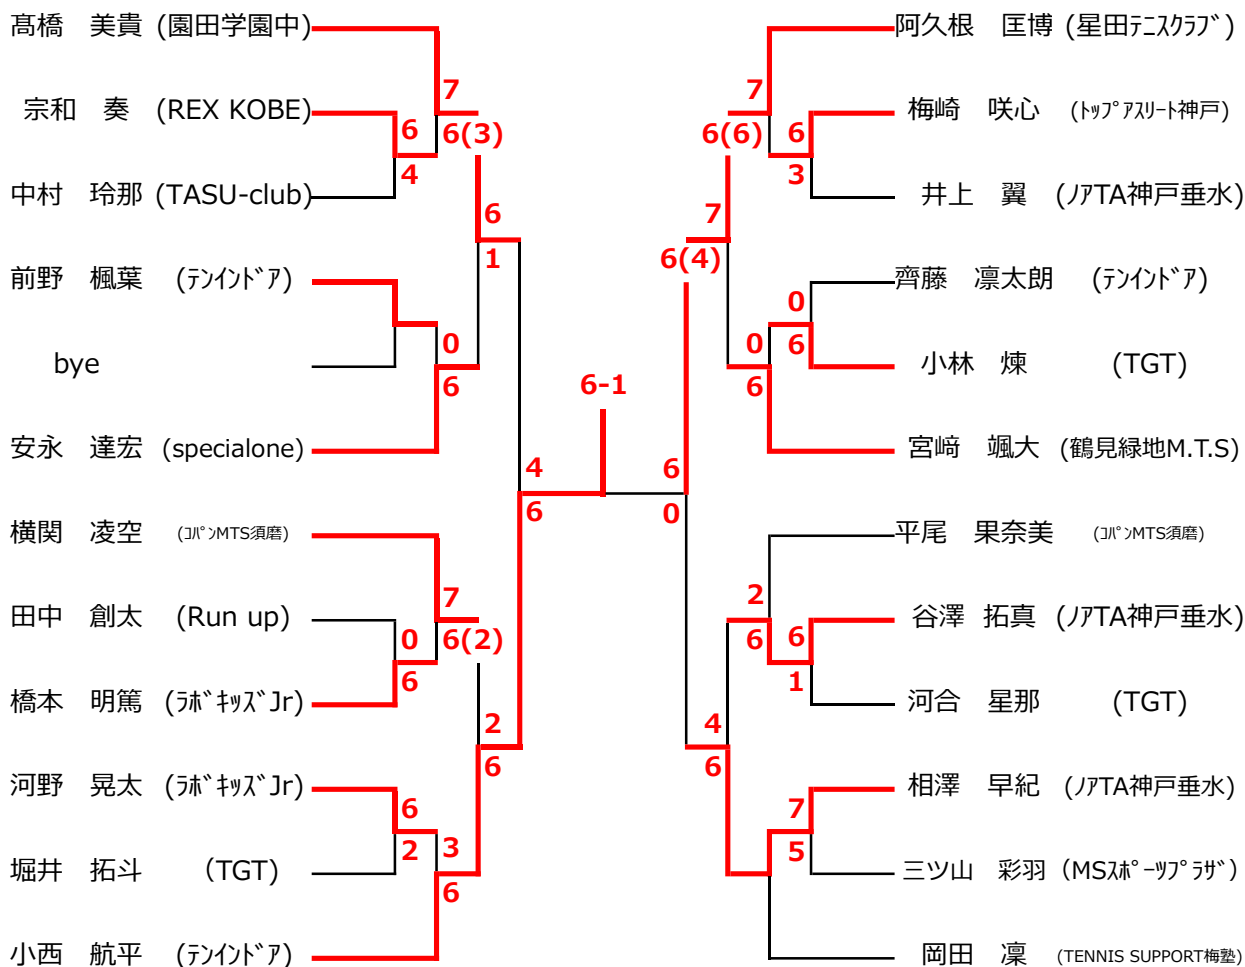 髙橋　美貴 (園田学園中)
7
6(3)
宗和　奏　(REX KOBE)
6
4
中村　玲那 (TASU-club)
6
1
前野　楓葉　(ﾃﾝｲﾝﾄﾞｱ)
bye
0
6
安永　達宏 (specialone)
4
6
横関　凌空　(ｺﾊﾟﾝMTS須磨)
7
6(2)
田中　創太　(Run up)
0
6
橋本　明篤　(ﾗﾎﾞｷｯｽﾞJr)
2
6
河野　晃太　(ﾗﾎﾞｷｯｽﾞJr)
6
2
堀井　拓斗　　(TGT)
3
6
小西　航平　(ﾃﾝｲﾝﾄﾞｱ)
6-1
阿久根　匡博 (星田ﾃﾆｽｸﾗﾌﾞ)
7
6(6)
梅崎　咲心　(ﾄｯﾌﾟｱｽﾘｰﾄ神戸)
6
3
井上　翼　(ﾉｱTA神戸垂水)
7
6(4)
齊藤　凛太朗　(ﾃﾝｲﾝﾄﾞｱ)
0
6
小林　煉　　　(TGT)
0
6
宮﨑　颯大　(鶴見緑地M.T.S)
6
0
平尾　果奈美　(ｺﾊﾟﾝMTS須磨)
2
6
谷澤　拓真　(ﾉｱTA神戸垂水)
6
1
河合　星那　　　(TGT)
4
6
相澤　早紀　(ﾉｱTA神戸垂水)
7
5
三ツ山　彩羽 (MSｽﾎﾟｰﾂﾌﾟﾗｻﾞ)
岡田　凜　(TENNIS SUPPORT梅塾)